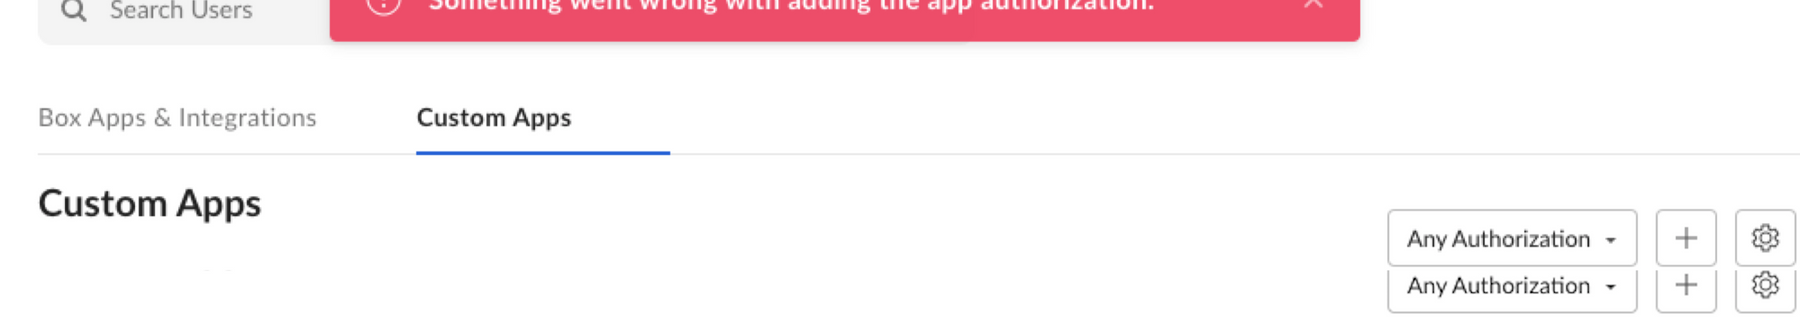 Search Users
Something went wrong with adding the app authorization.
Box Apps & Integrations
Custom Apps
Custom Apps
Any Authorization
Any Authorization